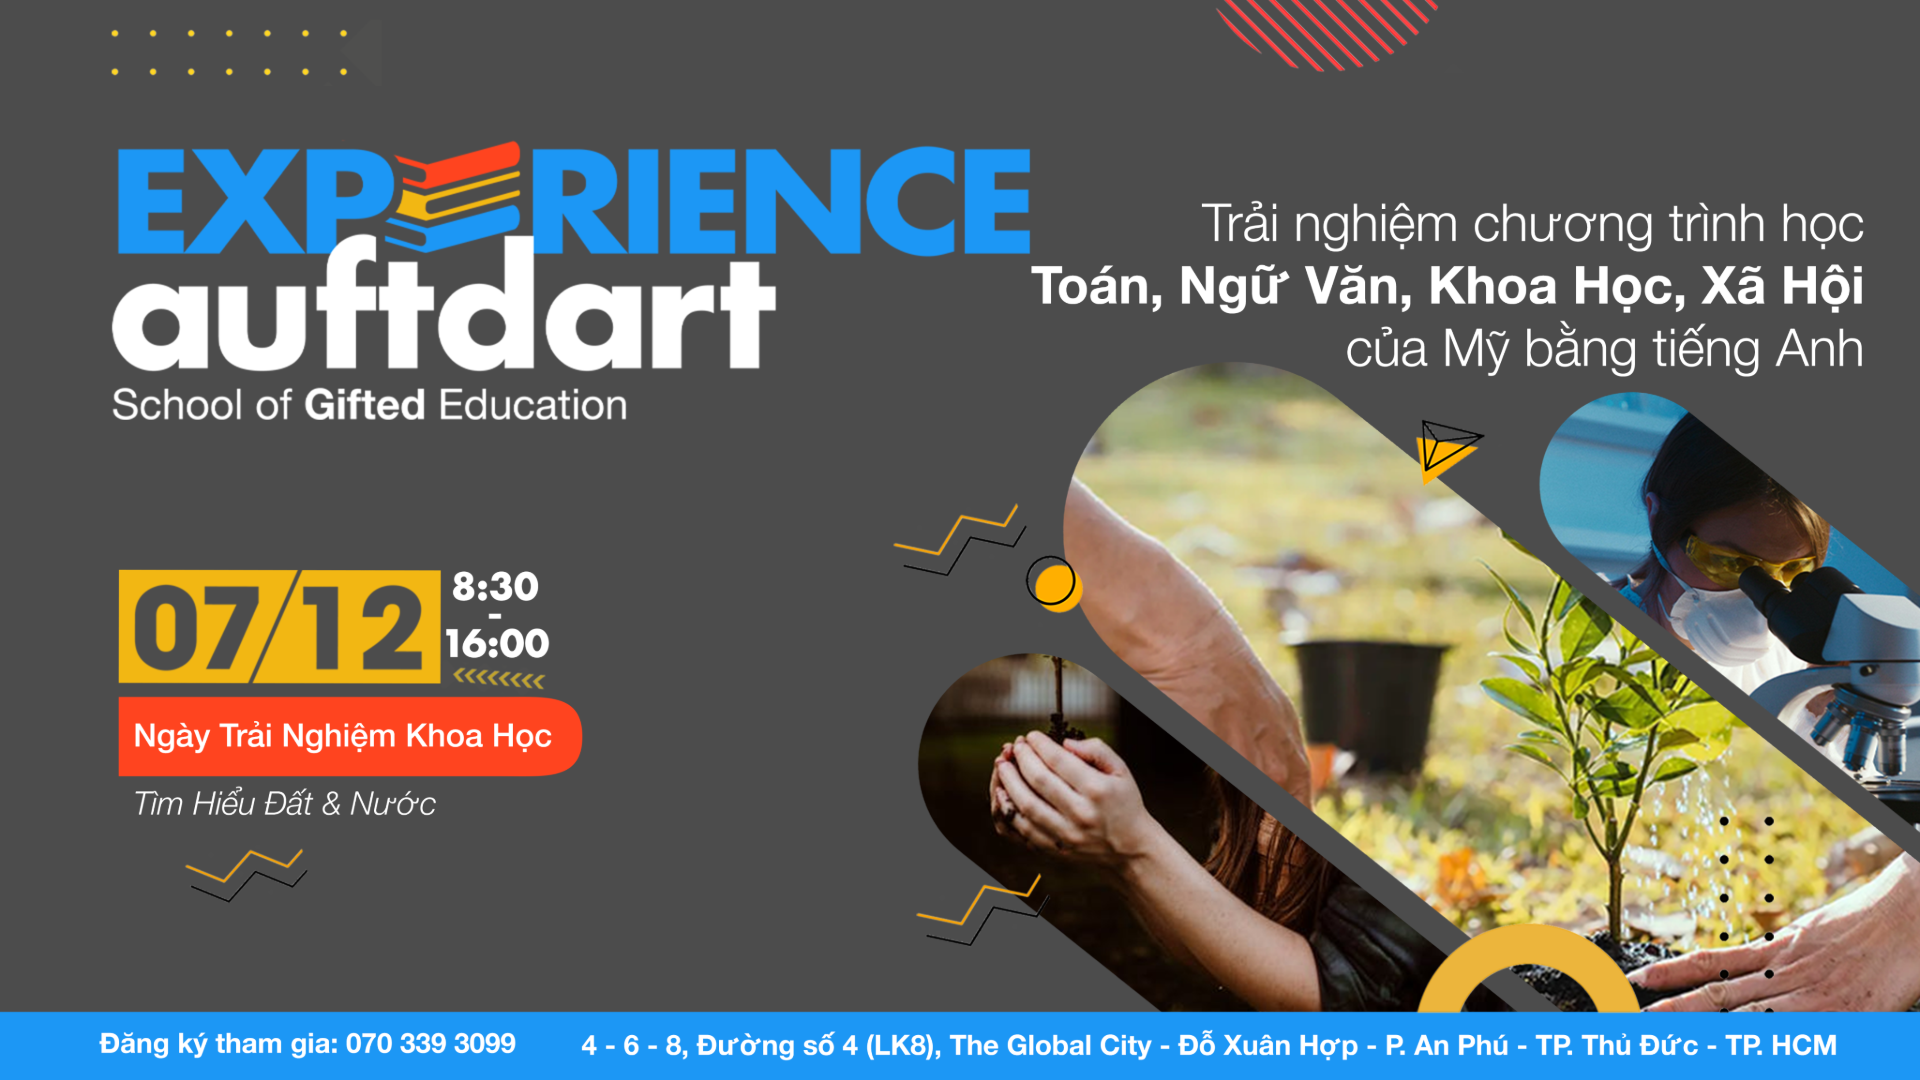 EXPERIENCE
auftdart
School of Gifted Education
Trải nghiệm chương trình học
Toán, Ngữ Văn, Khoa Học, Xã Hội
của Mỹ bằng tiếng Anh
07/12
8:30
-
16:00
Ngày Trải Nghiệm Khoa Học
Tìm Hiểu Đất & Nước
Đăng ký tham gia: 070 339 3099
4 - 6 - 8, Đường số 4 (LK8), The Global City - Đỗ Xuân Hợp - P. An Phú - TP. Thủ Đức - TP. HCM